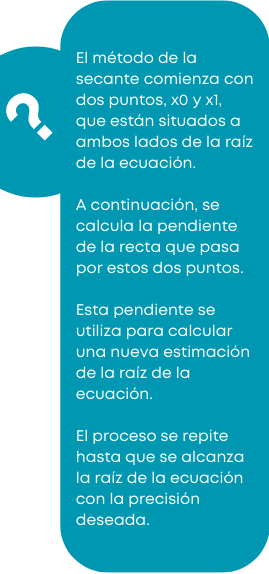 ?
El método de la
secante comienza con
dos puntos, x0 y x1,
que están situados a
ambos lados de la raíz
de la ecuación.
A continuación, se
calcula la pendiente
de la recta que pasa
por estos dos puntos.
Esta pendiente se
utiliza para calcular
una nueva estimación
de la raíz de la
ecuación.
El proceso se repite
hasta que se alcanza
la raíz de la ecuación
con la precisión
deseada.